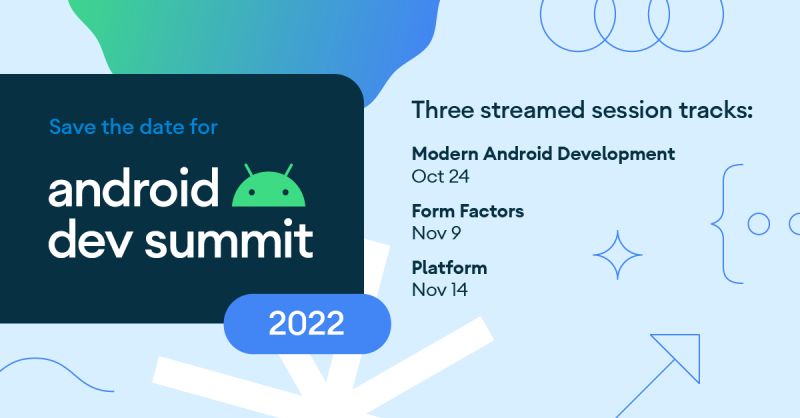 Save the date for
android
dev summit
2022
Three streamed session tracks:
Modern Android Development
Oct 24
Form Factors
Nov 9
Platform
Nov 14